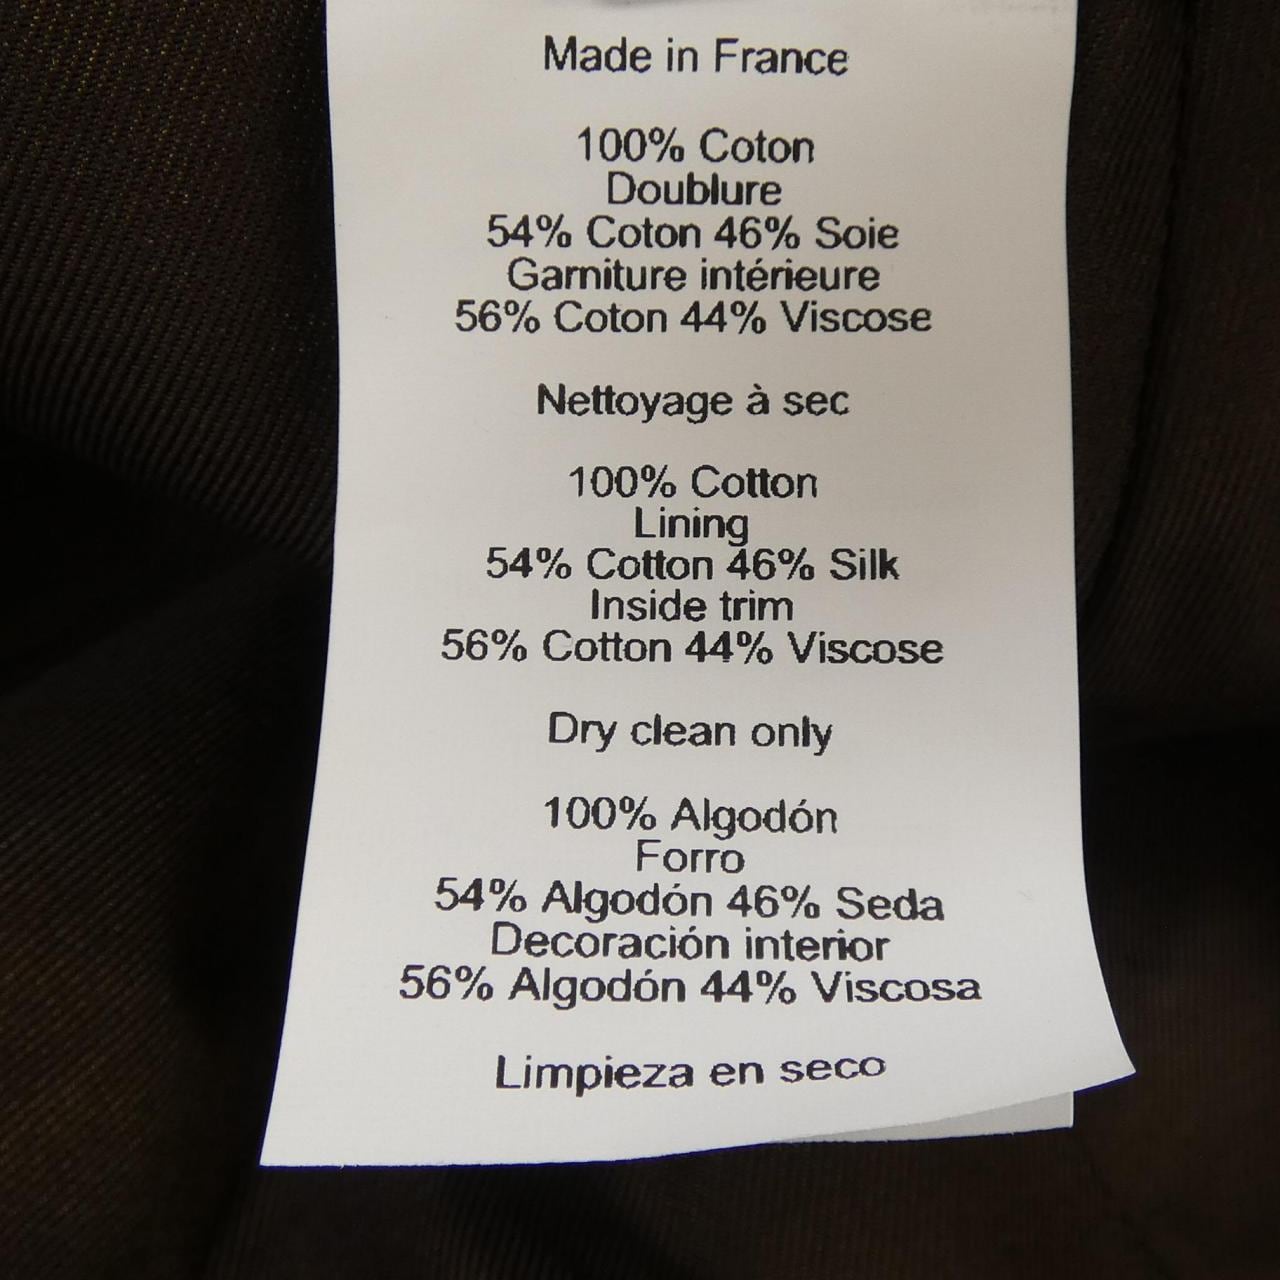 Made in France
100% Coton
Doublure
54% Coton 46% Soie
Garniture intérieure
56% Coton 44% Viscose
Nettoyage à sec
100% Cotton
Lining
54% Cotton 46% Silk
Inside trim
56% Cotton 44% Viscose
Dry clean only
100% Algodón
Forro
54% Algodón 46% Seda
Decoración interior
56% Algodón 44% Viscosa
Limpieza en seco